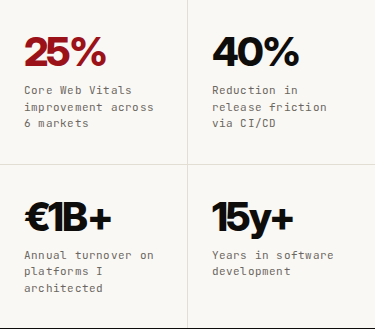 25%
Core Web Vitals
improvement across
6 markets
40%
Reduction in
release friction
via CI/CD
€1B+
Annual turnover on
platforms I
architected
15y+
Years in software
development